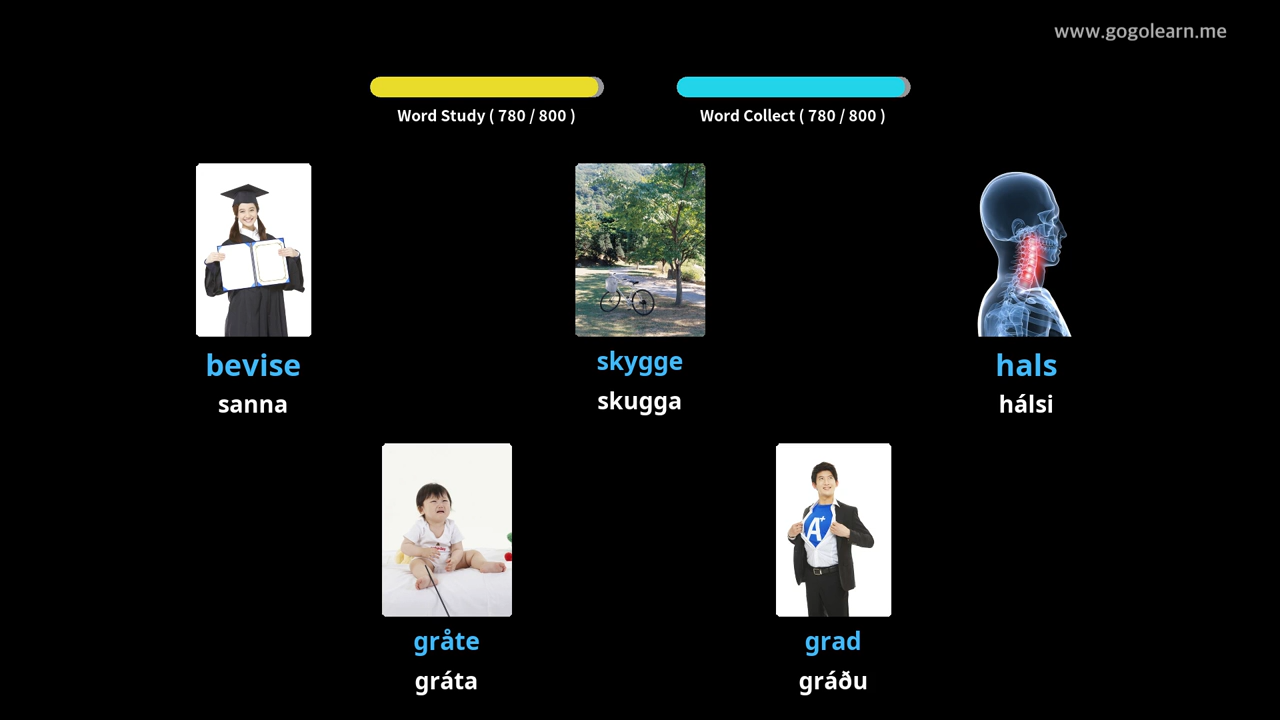 www.gogolearn.me
Word Study ( 780 / 800 )
Word Collect ( 780 / 800 )
bevise
sanna
skygge
skugga
hals
hálsi
A+
gråte
gráta
grad
gráðu